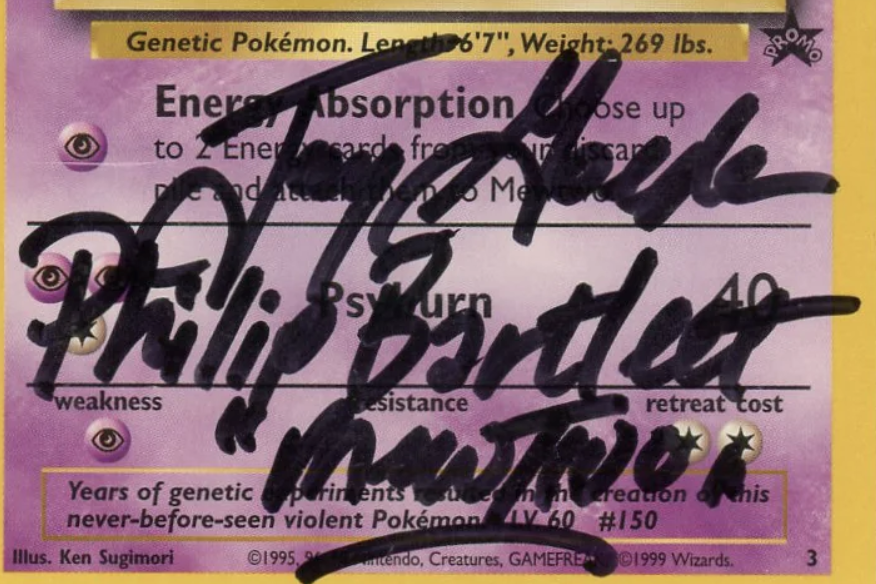 Genetic Pokémon. Length: 6'7", Weight: 269 lbs.
PROMO
Energy Absorption Choose up
to 2 Energy cards from your discard
pile and attach them to Mewtwo.
Jay Goede
Philip Bartlett
Psyburn 40
"Mewtwo"
weakness resistance retreat cost
Years of genetic experiments resulted in the creation of this
never-before-seen violent Pokémon. LV. 60 #150
Illus. Ken Sugimori ©1995, 96, Nintendo, Creatures, GAMEFREAK. ©1999 Wizards. 3